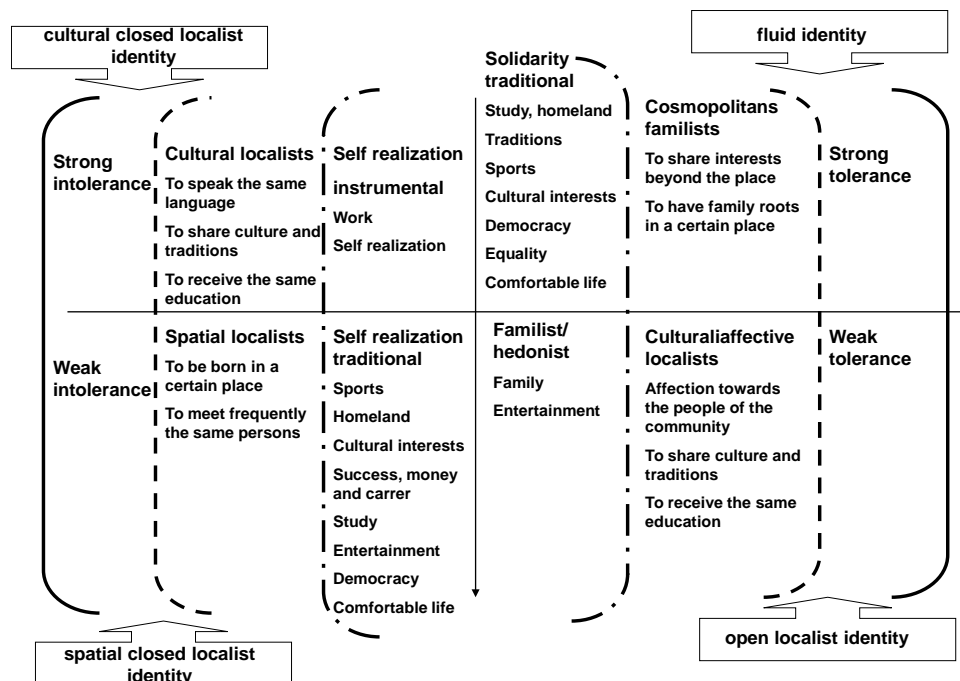 cultural closed localist
identity
fluid identity
Strong
intolerance
Cultural localists
To speak the same
language
To share culture and
traditions
To receive the same
education
Self realization
instrumental
Work
Self realization
Solidarity
traditional
Study, homeland
Traditions
Sports
Cultural interests
Democracy
Equality
Comfortable life
Cosmopolitans
familists
To share interests
beyond the place
To have family roots
in a certain place
Strong
tolerance
Weak
intolerance
Spatial localists
To be born in a
certain place
To meet frequently
the same persons
Self realization
traditional
Sports
Homeland
Cultural interests
Success, money
and carrer
Study
Entertainment
Democracy
Comfortable life
Familist/
hedonist
Family
Entertainment
Culturaliaffective
localists
Affection towards
the people of the
community
To share culture and
traditions
To receive the same
education
Weak
tolerance
spatial closed localist
identity
open localist identity